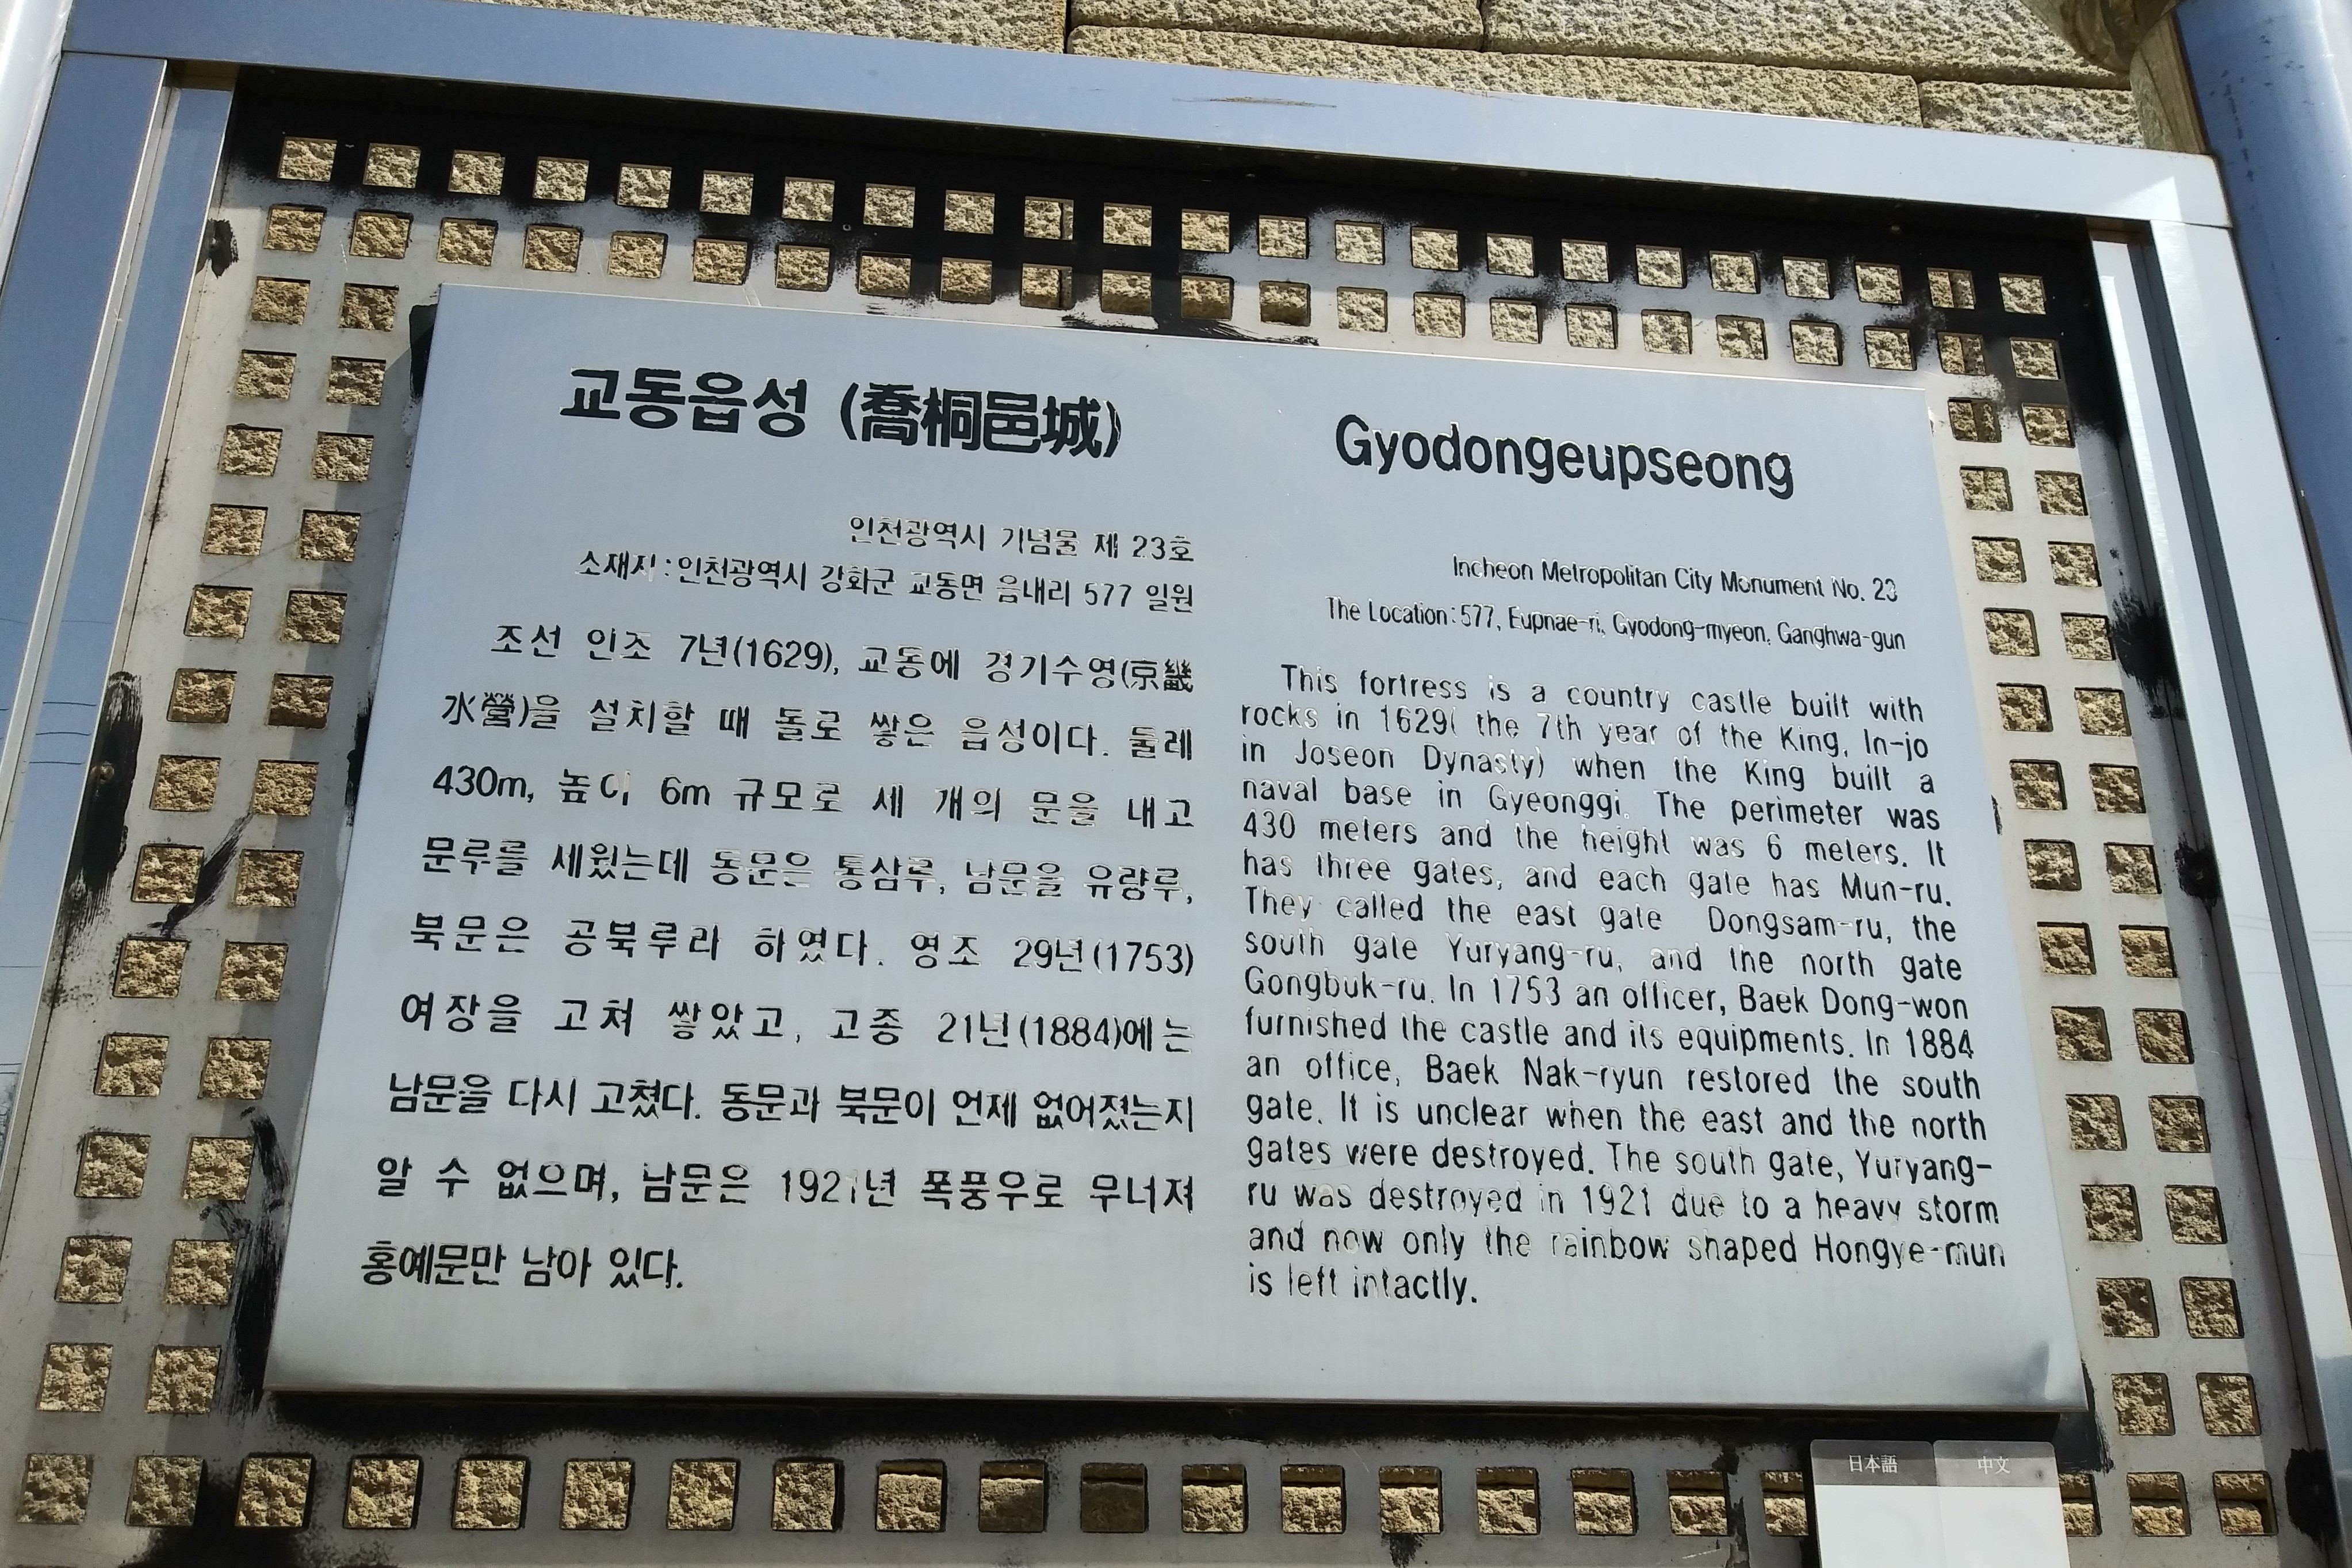 교동읍성 (喬桐邑城)
인천광역시 기념물 제 23호
소재지:인천광역시 강화군 교동면 읍내리 577 일원
조선 인조 7년(1629), 교동에 경기수영(京畿
水營)을 설치할 때 돌로 쌓은 읍성이다. 둘레
430m, 높이 6m 규모로 세 개의 문을 내고
문루를 세웠는데 동문은 통삼루, 남문을 유량루,
북문은 공북루라 하였다. 영조 29년(1753)
여장을 고쳐 쌓았고, 고종 21년(1884)에는
남문을 다시 고쳤다. 동문과 북문이 언제 없어졌는지
알 수 없으며, 남문은 1921년 폭풍우로 무너져
홍예문만 남아 있다.
Gyodongeupseong
Incheon Metropolitan City Monument No. 23
The Location:577, Eupnae-ri, Gyodong-myeon, Ganghwa-gun
This fortress is a country castle built with
rocks in 1629( the 7th year of the King, In-jo
in Joseon Dynasty) when the King built a
naval base in Gyeonggi. The perimeter was
430 meters and the height was 6 meters. It
has three gates, and each gate has Mun-ru.
They called the east gate Dongsam-ru, the
south gate Yuryang-ru, and the north gate
Gongbuk-ru. In 1753 an officer, Baek Dong-won
furnished the castle and its equipments. In 1884
an office, Baek Nak-ryun restored the south
gate. It is unclear when the east and the north
gates were destroyed. The south gate, Yuryang-
ru was destroyed in 1921 due to a heavy storm
and now only the rainbow shaped Hongye-mun
is left intactly.
日本語 中文